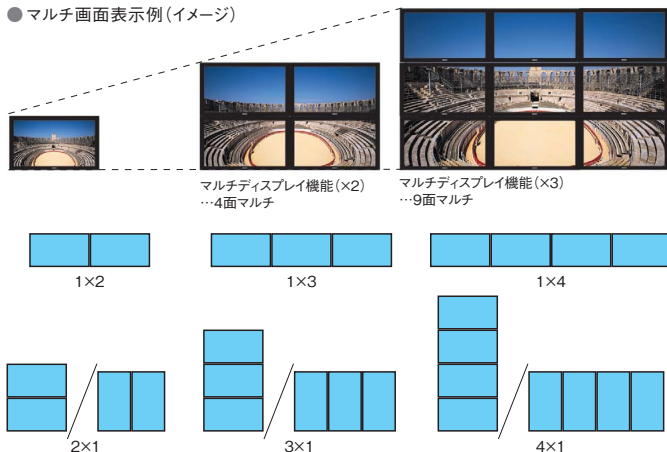 ● マルチ画面表示例(イメージ)
マルチディスプレイ機能(×2)
…4面マルチ
マルチディスプレイ機能(×3)
…9面マルチ
1×2
1×3
1×4
2×1
3×1
4×1